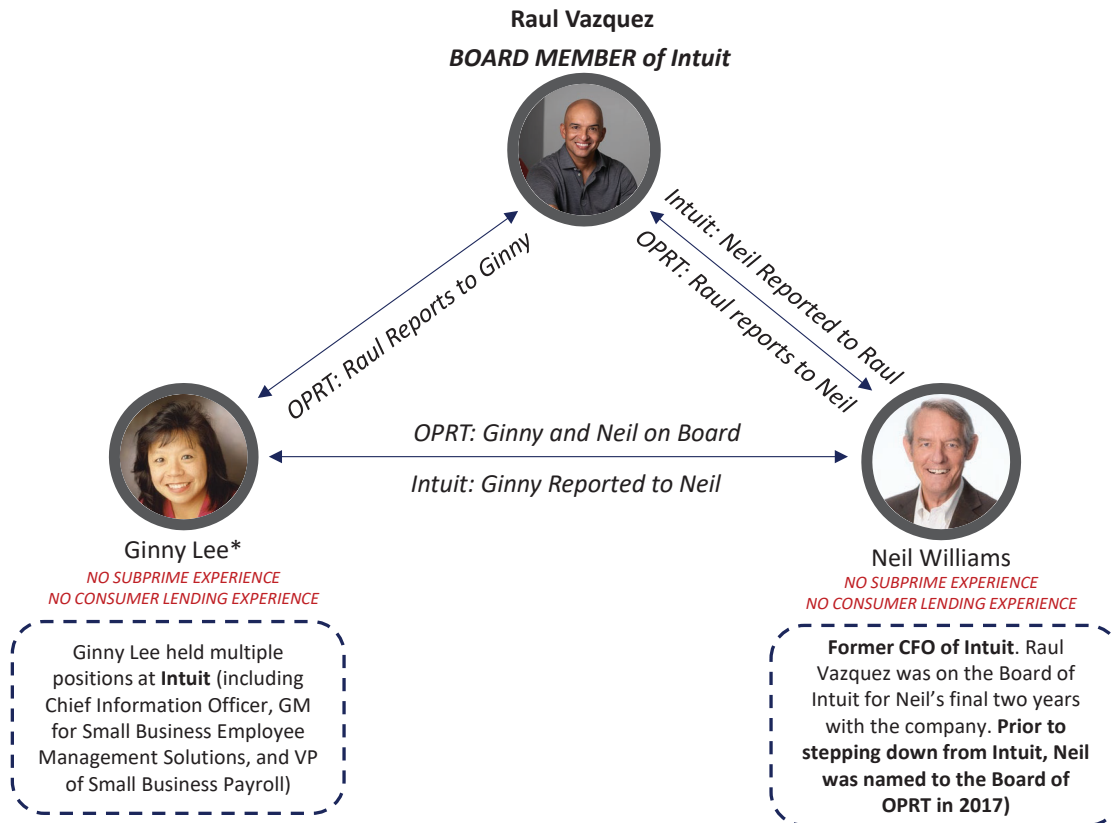 Raul Vazquez
BOARD MEMBER of Intuit
OPRT: Raul Reports to Ginny
Intuit: Neil Reported to Raul
OPRT: Raul reports to Neil
OPRT: Ginny and Neil on Board
Intuit: Ginny Reported to Neil
Ginny Lee*
NO SUBPRIME EXPERIENCE
NO CONSUMER LENDING EXPERIENCE
Ginny Lee held multiple
positions at Intuit (including
Chief Information Officer, GM
for Small Business Employee
Management Solutions, and VP
of Small Business Payroll)
Neil Williams
NO SUBPRIME EXPERIENCE
NO CONSUMER LENDING EXPERIENCE
Former CFO of Intuit. Raul
Vazquez was on the Board of
Intuit for Neil’s final two years
with the company. Prior to
stepping down from Intuit, Neil
was named to the Board of
OPRT in 2017)